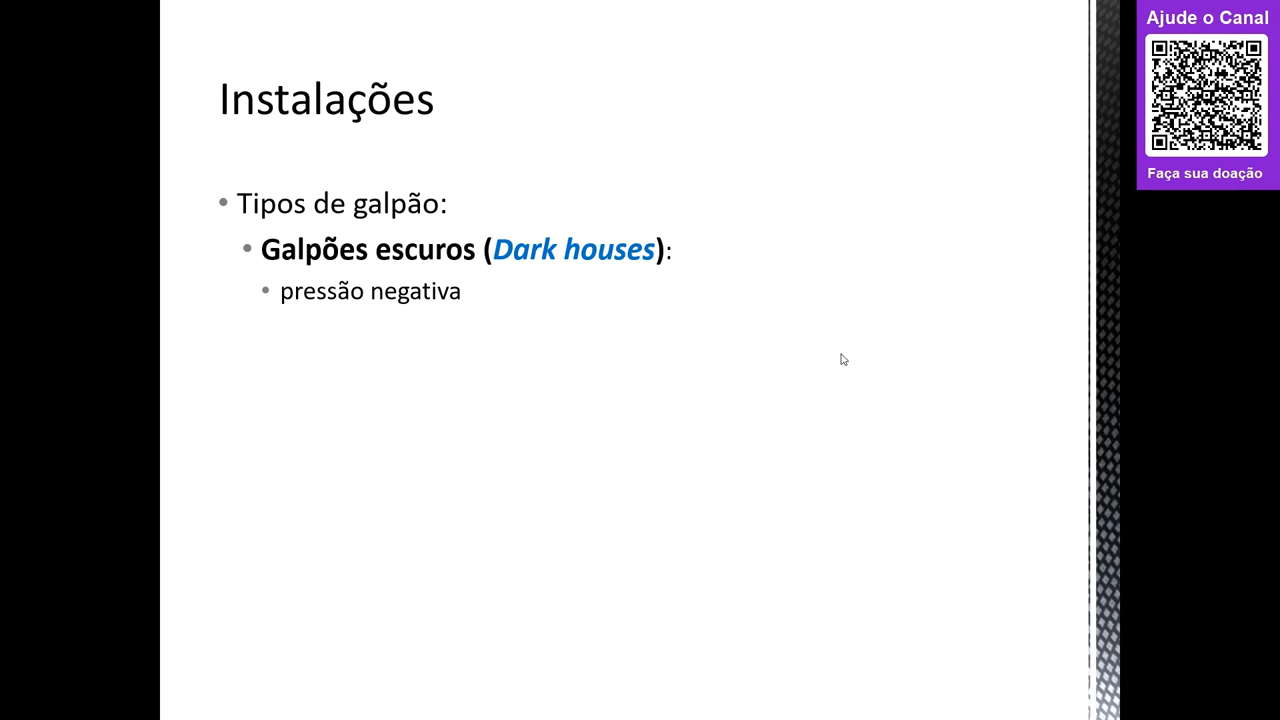 Instalações
• Tipos de galpão:
• Galpões escuros (Dark houses):
• pressão negativa
Ajude o Canal
Faça sua doação